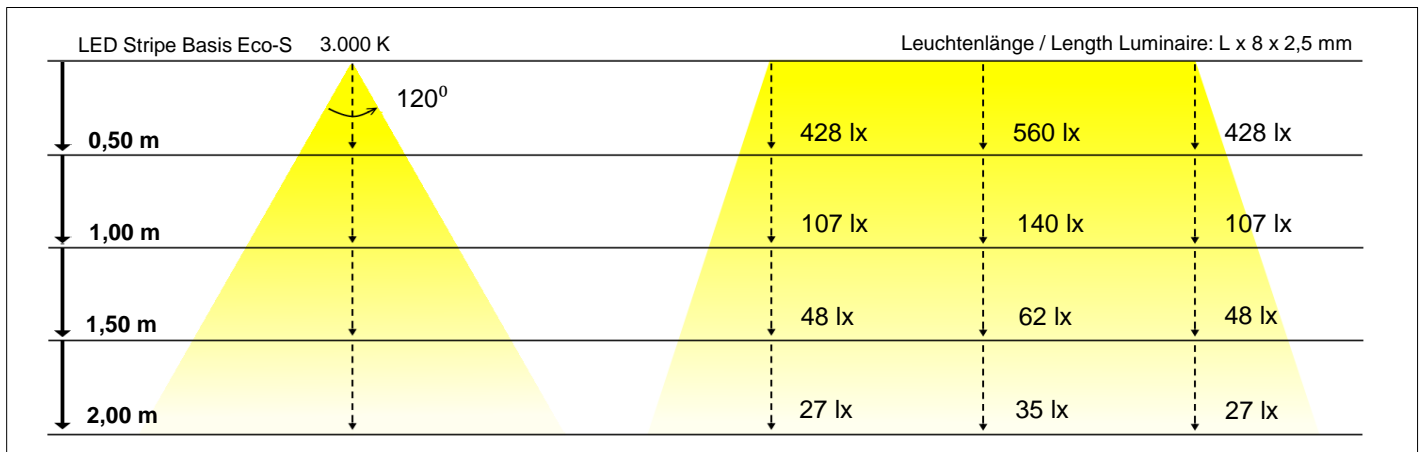 LED Stripe Basis Eco-S 3.000 K Leuchtenlänge / Length Luminaire: L x 8 x 2,5 mm
120⁰
0,50 m 428 lx 560 lx 428 lx
1,00 m 107 lx 140 lx 107 lx
1,50 m 48 lx 62 lx 48 lx
2,00 m 27 lx 35 lx 27 lx